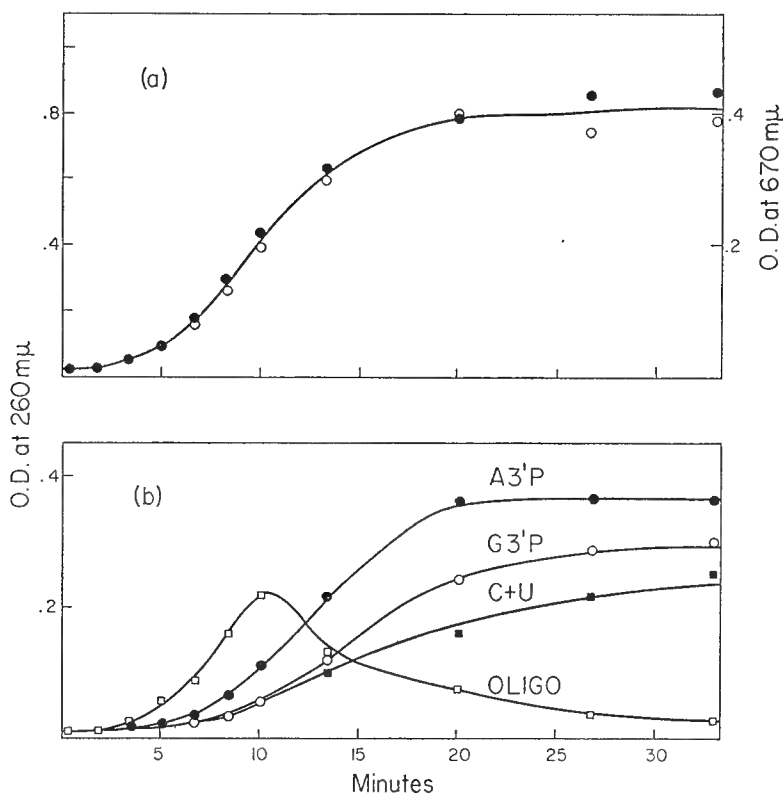 (a)
.8
.4
.4
.2
O.D. at 260 mμ
O.D. at 670 mμ
(b)
.4
.2
A3'P
G3'P
C+U
OLIGO
5 10 15 20 25 30
Minutes